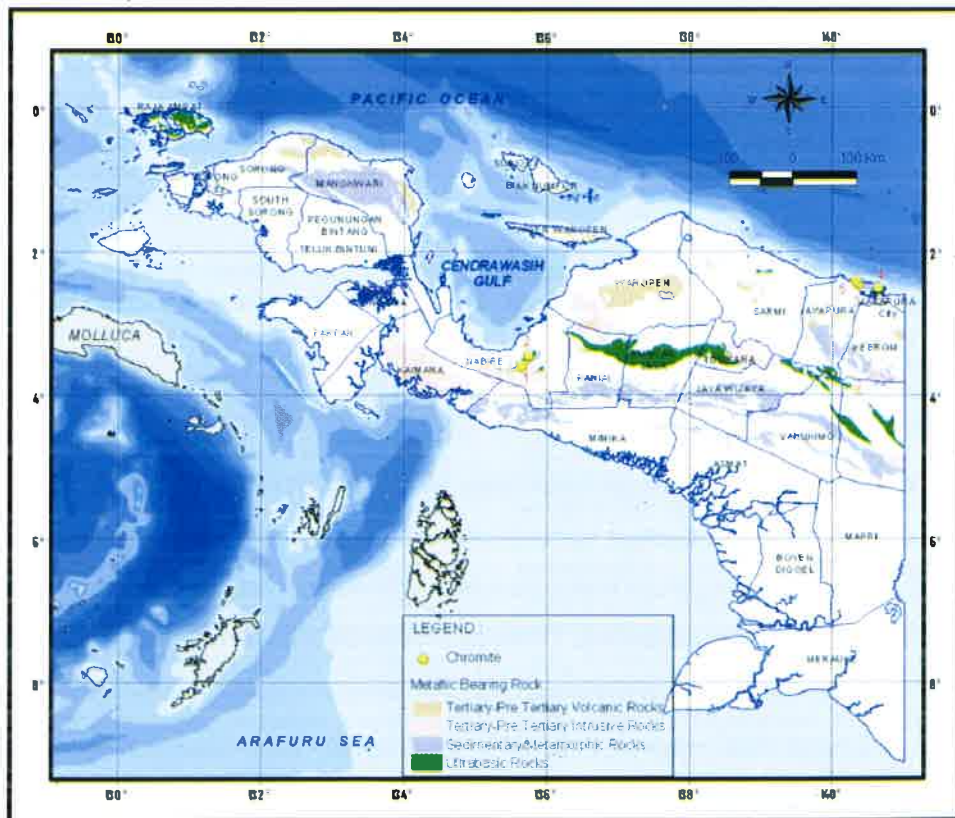 130° 132° 134° 136° 138° 140°
0° 0°
2° 2°
4° 4°
6° 6°
8° 8°
130° 132° 134° 136° 138° 140°
PACIFIC OCEAN
W E
100 0 100 Km
RAJA AMPAT
SORONG
MANOKWARI
SOUTH
SORONG
PEGUNUNGAN
BINTANG
TELUK BINTUNI
BIAK NUMFOR
CENDRAWASIH
GULF
WAROPEN
SARMI
JAYAPURA
JAYAPURA
CITY
KEEROM
MOLLUCA
FAKFAK
KAIMANA
NABIRE
PANIAI
JAYAWIJAYA
YAHUKIMO
MIMIKA
ASMAT
BOVEN
DIGOEL
MAPPI
MERAUKE
ARAFURU SEA
LEGEND
Chromite
Metallic Bearing Rock
Tertiary-Pre Tertiary Volcanic Rocks
Tertiary-Pre Tertiary Intrusive Rocks
Sedimentary/Metamorphic Rocks
Ultrabasic Rocks